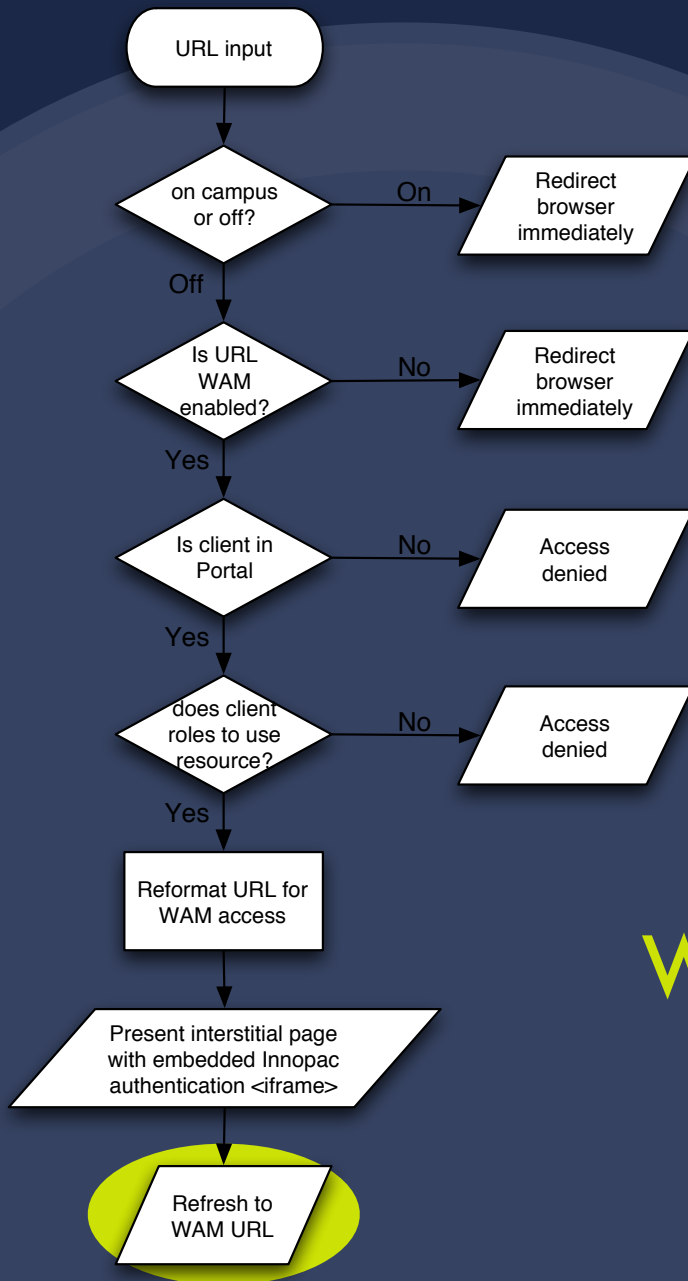 URL input
on campus
or off?
On
Redirect
browser
immediately
Off
Is URL
WAM
enabled?
No
Redirect
browser
immediately
Yes
Is client in
Portal
No
Access
denied
Yes
does client
roles to use
resource?
No
Access
denied
Yes
Reformat URL for
WAM access
Present interstitial page
with embedded Innopac
authentication <iframe>
Refresh to
WAM URL